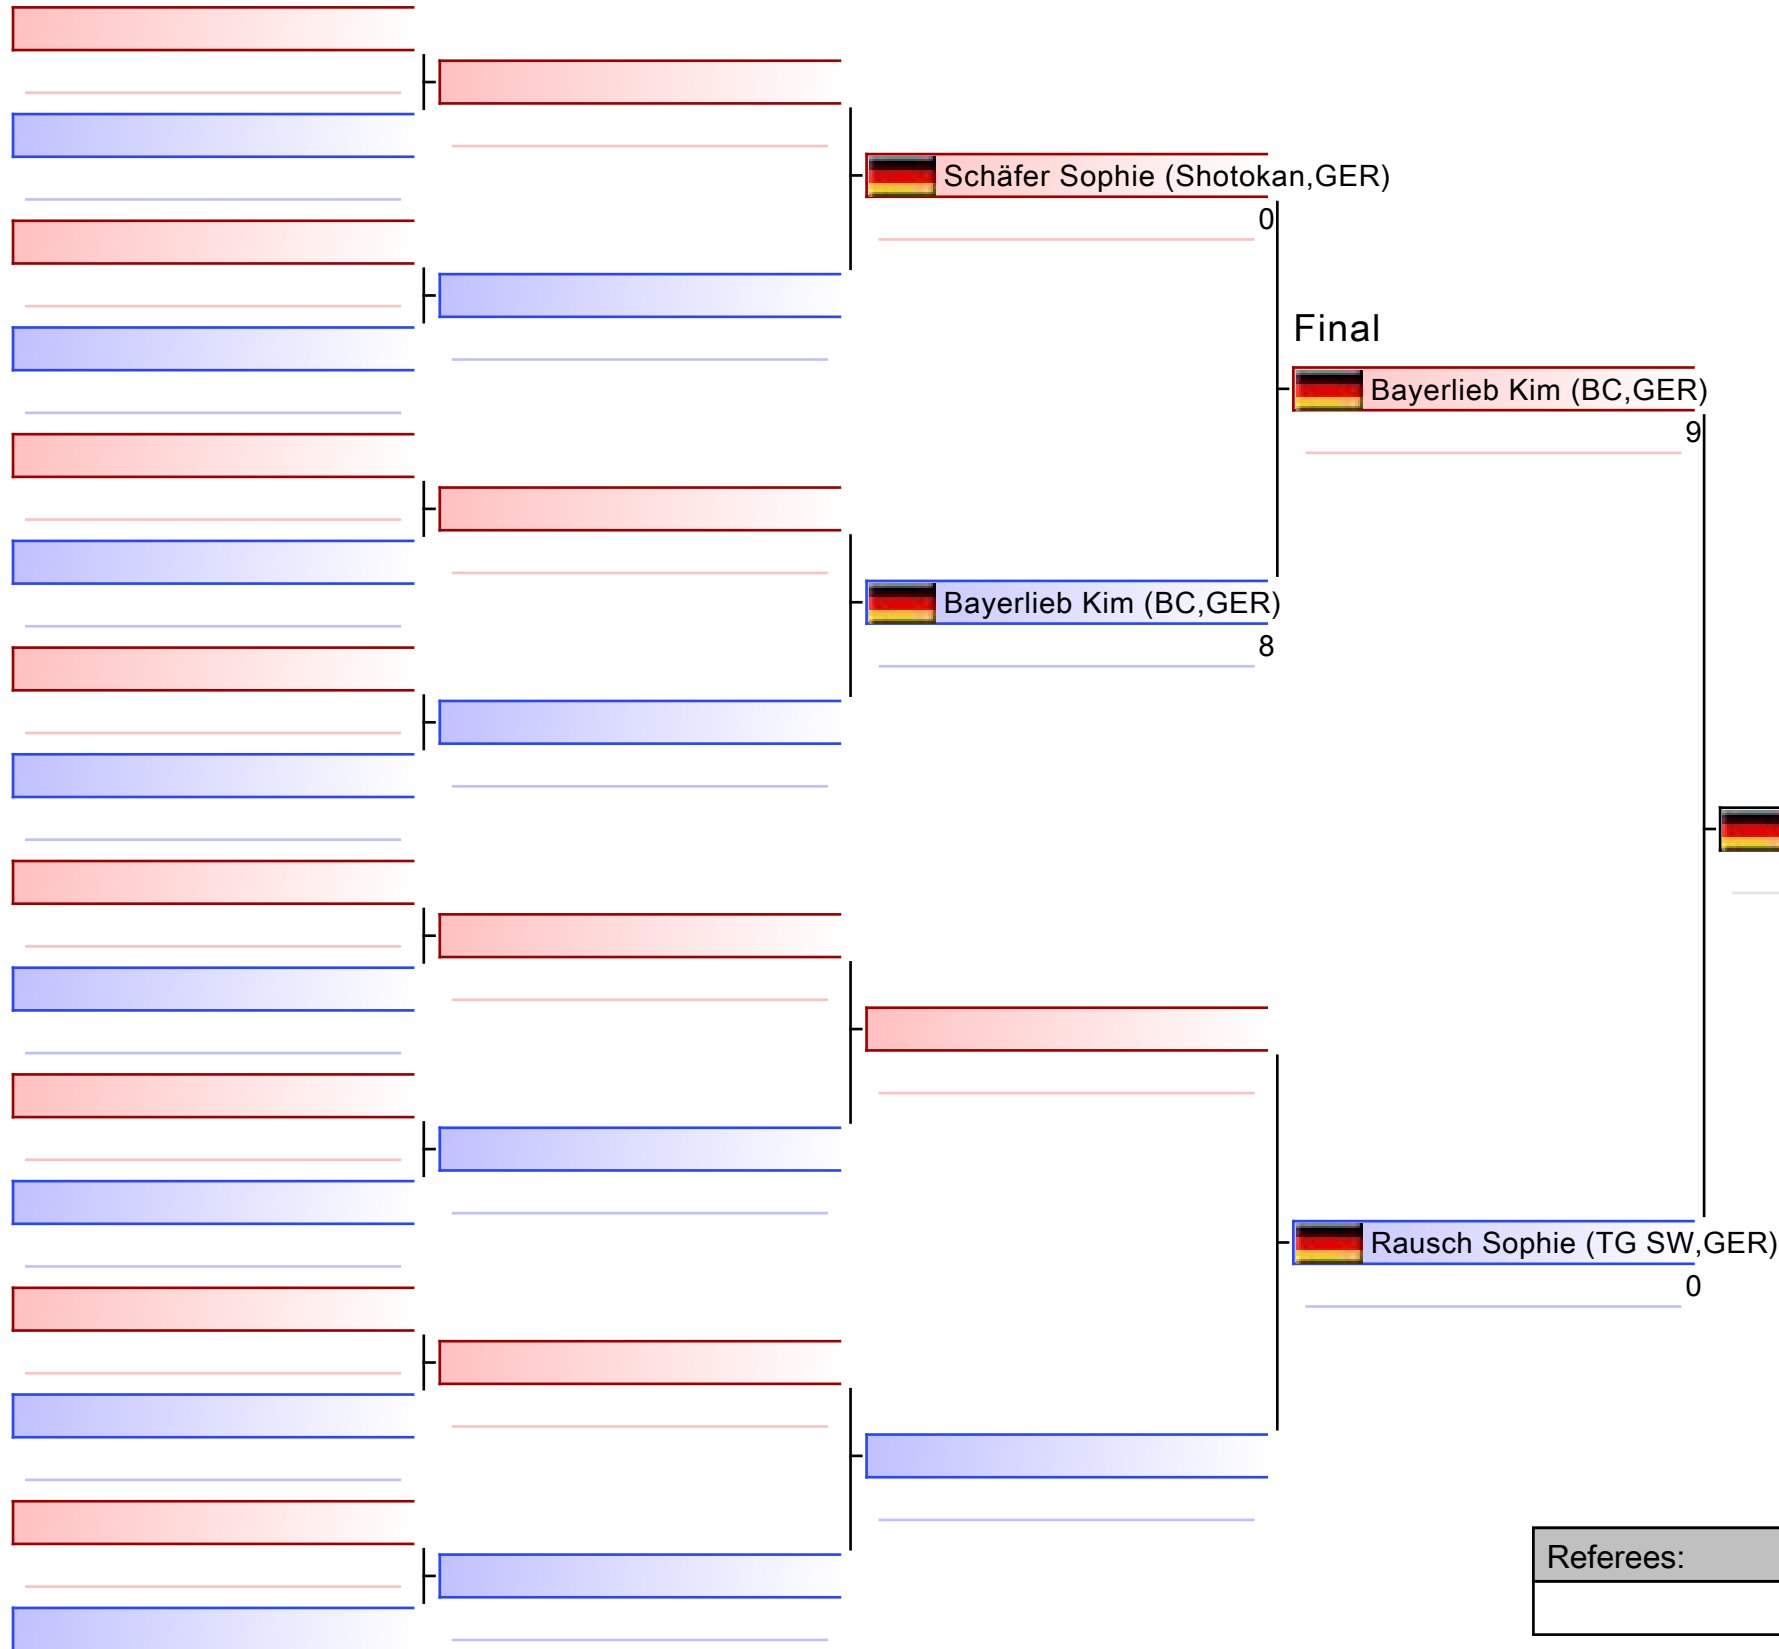 Schäfer Sophie (Shotokan,GER)
0
Final
Bayerlieb Kim (BC,GER)
9
Bayerlieb Kim (BC,GER)
8
Rausch Sophie (TG SW,GER)
0
Referees: